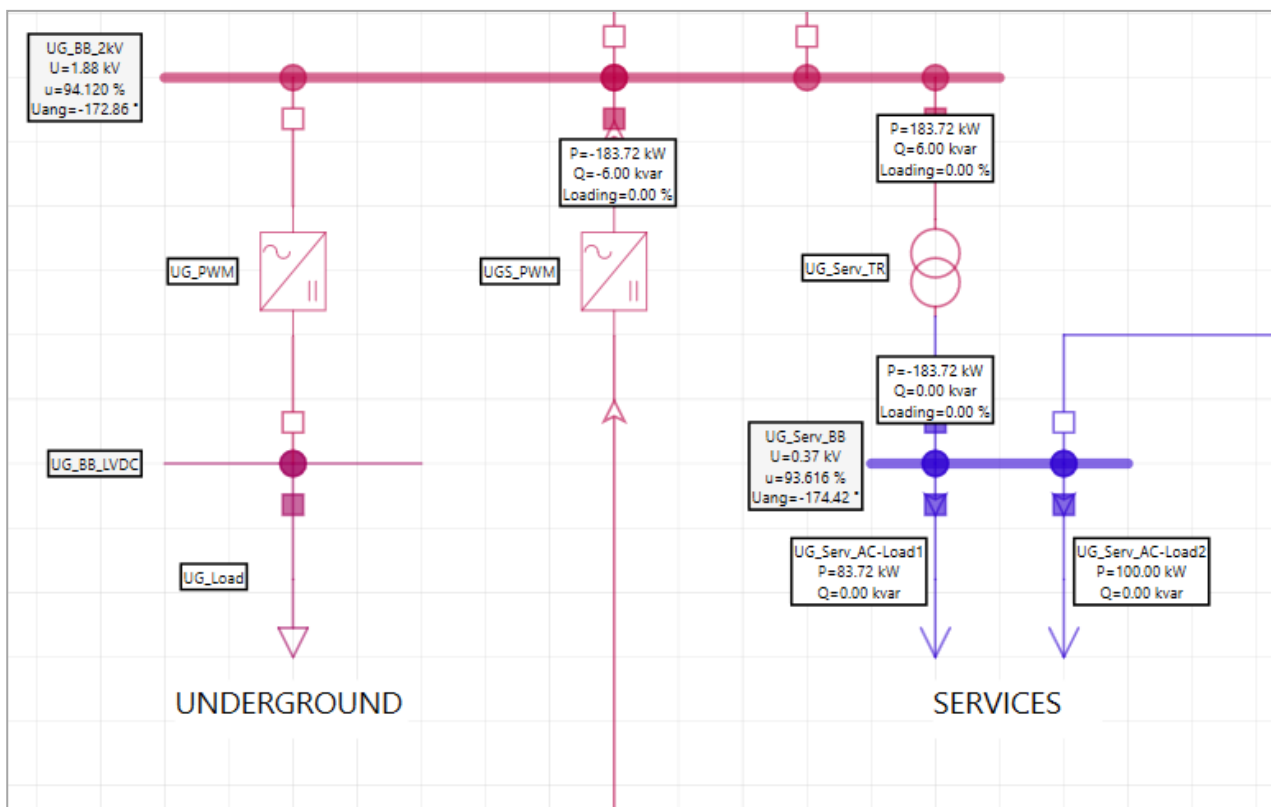 UG_BB_2kV
U=1.88 kV
u=94.120 %
Uang=-172.86 °
P=-183.72 kW
Q=-6.00 kvar
Loading=0.00 %
P=183.72 kW
Q=6.00 kvar
Loading=0.00 %
UG_PWM
UGS_PWM
UG_Serv_TR
P=-183.72 kW
Q=0.00 kvar
Loading=0.00 %
UG_BB_LVDC
UG_Serv_BB
U=0.37 kV
u=93.616 %
Uang=-174.42 °
UG_Load
UG_Serv_AC-Load1
P=83.72 kW
Q=0.00 kvar
UG_Serv_AC-Load2
P=100.00 kW
Q=0.00 kvar
UNDERGROUND
SERVICES